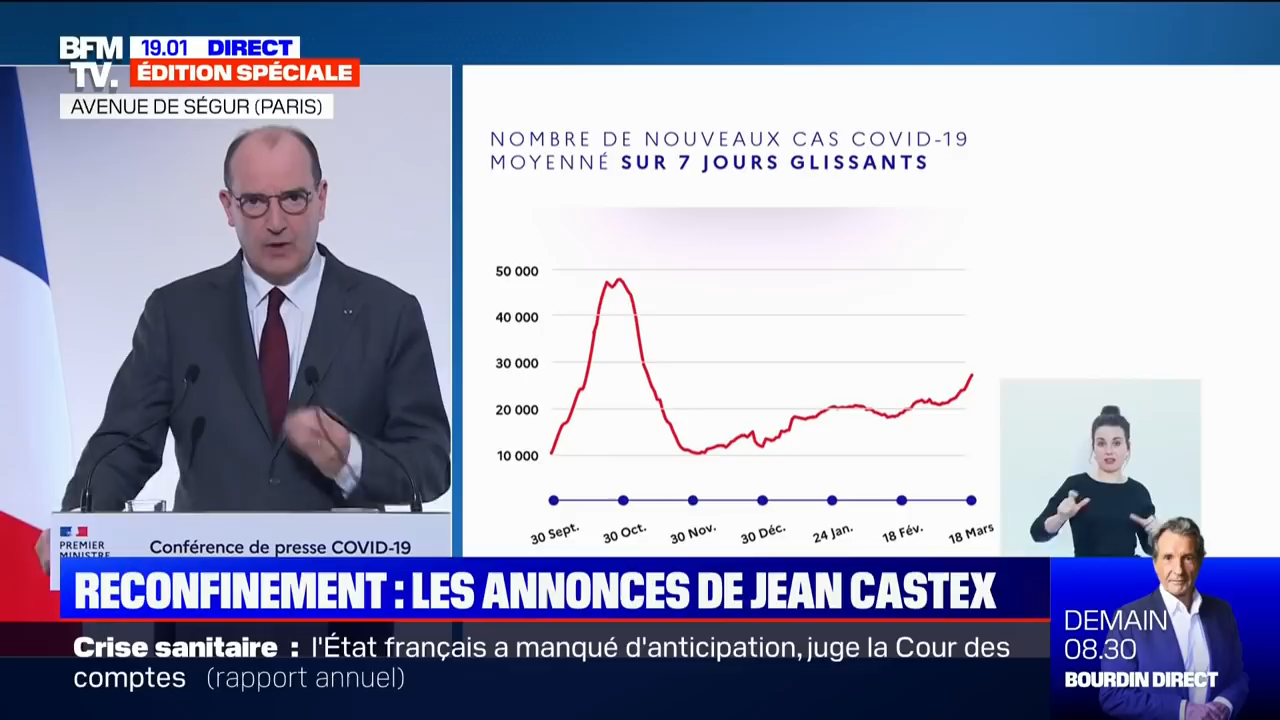 BFM
TV.
19.01 DIRECT
ÉDITION SPÉCIALE
AVENUE DE SÉGUR (PARIS)
NOMBRE DE NOUVEAUX CAS COVID-19
MOYENNÉ SUR 7 JOURS GLISSANTS
50 000
40 000
30 000
20 000
10 000
30 Sept.
30 Oct.
30 Nov.
30 Déc.
24 Jan.
18 Fév.
18 Mars
PREMIER
MINISTRE
Conférence de presse COVID-19
RECONFINEMENT : LES ANNONCES DE JEAN CASTEX
Crise sanitaire : l'État français a manqué d'anticipation, juge la Cour des
comptes (rapport annuel)
DEMAIN
08.30
BOURDIN DIRECT